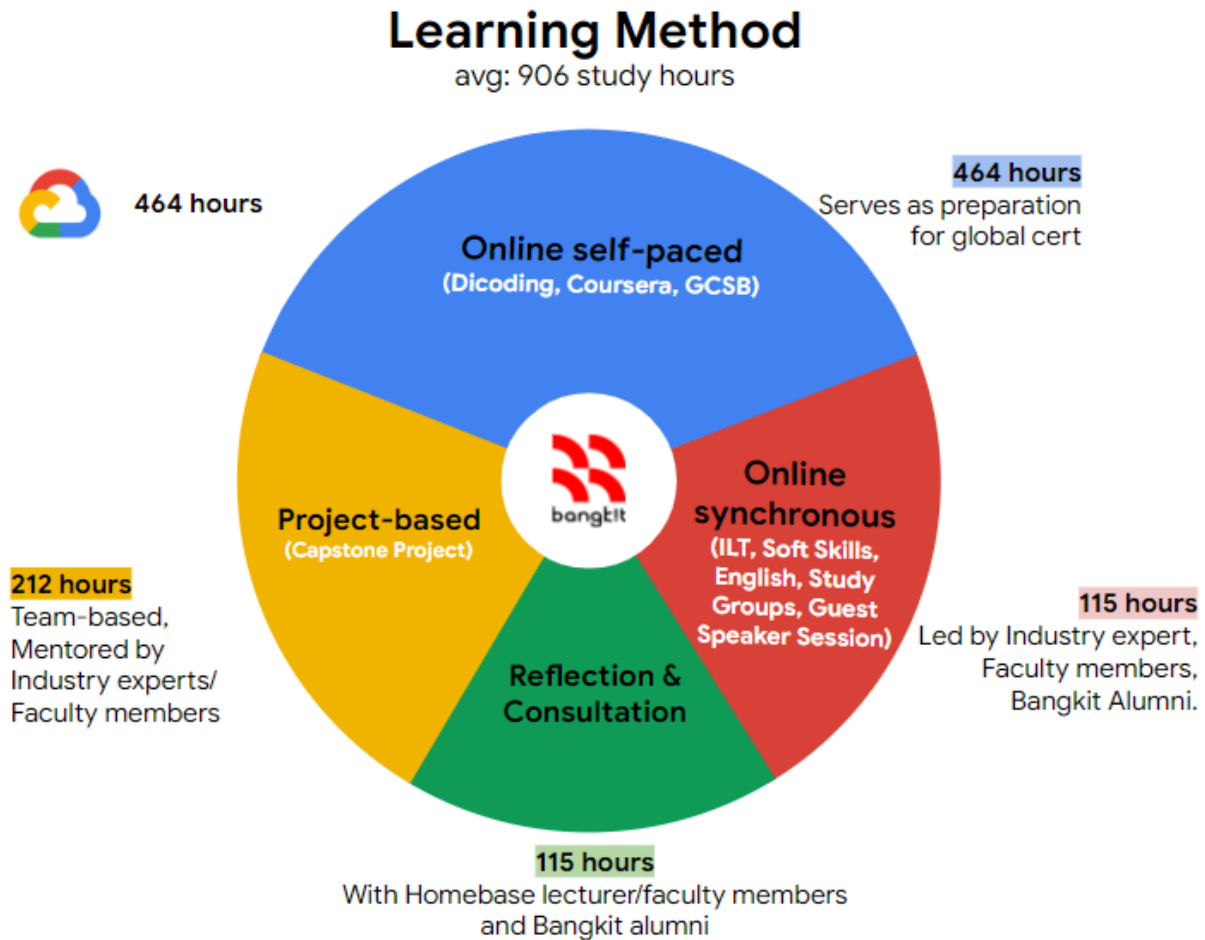 Learning Method
avg: 906 study hours
464 hours
464 hours
Serves as preparation
for global cert
Online self-paced
(Dicoding, Coursera, GCSB)
Project-based
(Capstone Project)
bangk!t
Online
synchronous
(ILT, Soft Skills,
English, Study
Groups, Guest
Speaker Session)
212 hours
Team-based,
Mentored by
Industry experts/
Faculty members
115 hours
Led by Industry expert,
Faculty members,
Bangkit Alumni.
Reflection &
Consultation
115 hours
With Homebase lecturer/faculty members
and Bangkit alumni